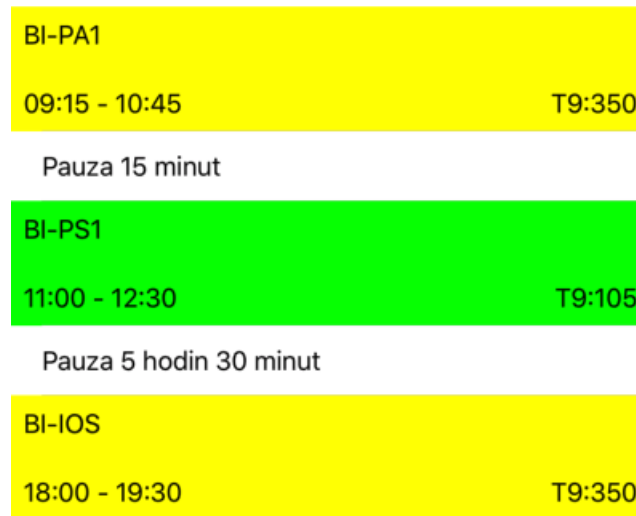 BI-PA1
09:15 - 10:45 T9:350
Pauza 15 minut
BI-PS1
11:00 - 12:30 T9:105
Pauza 5 hodin 30 minut
BI-IOS
18:00 - 19:30 T9:350